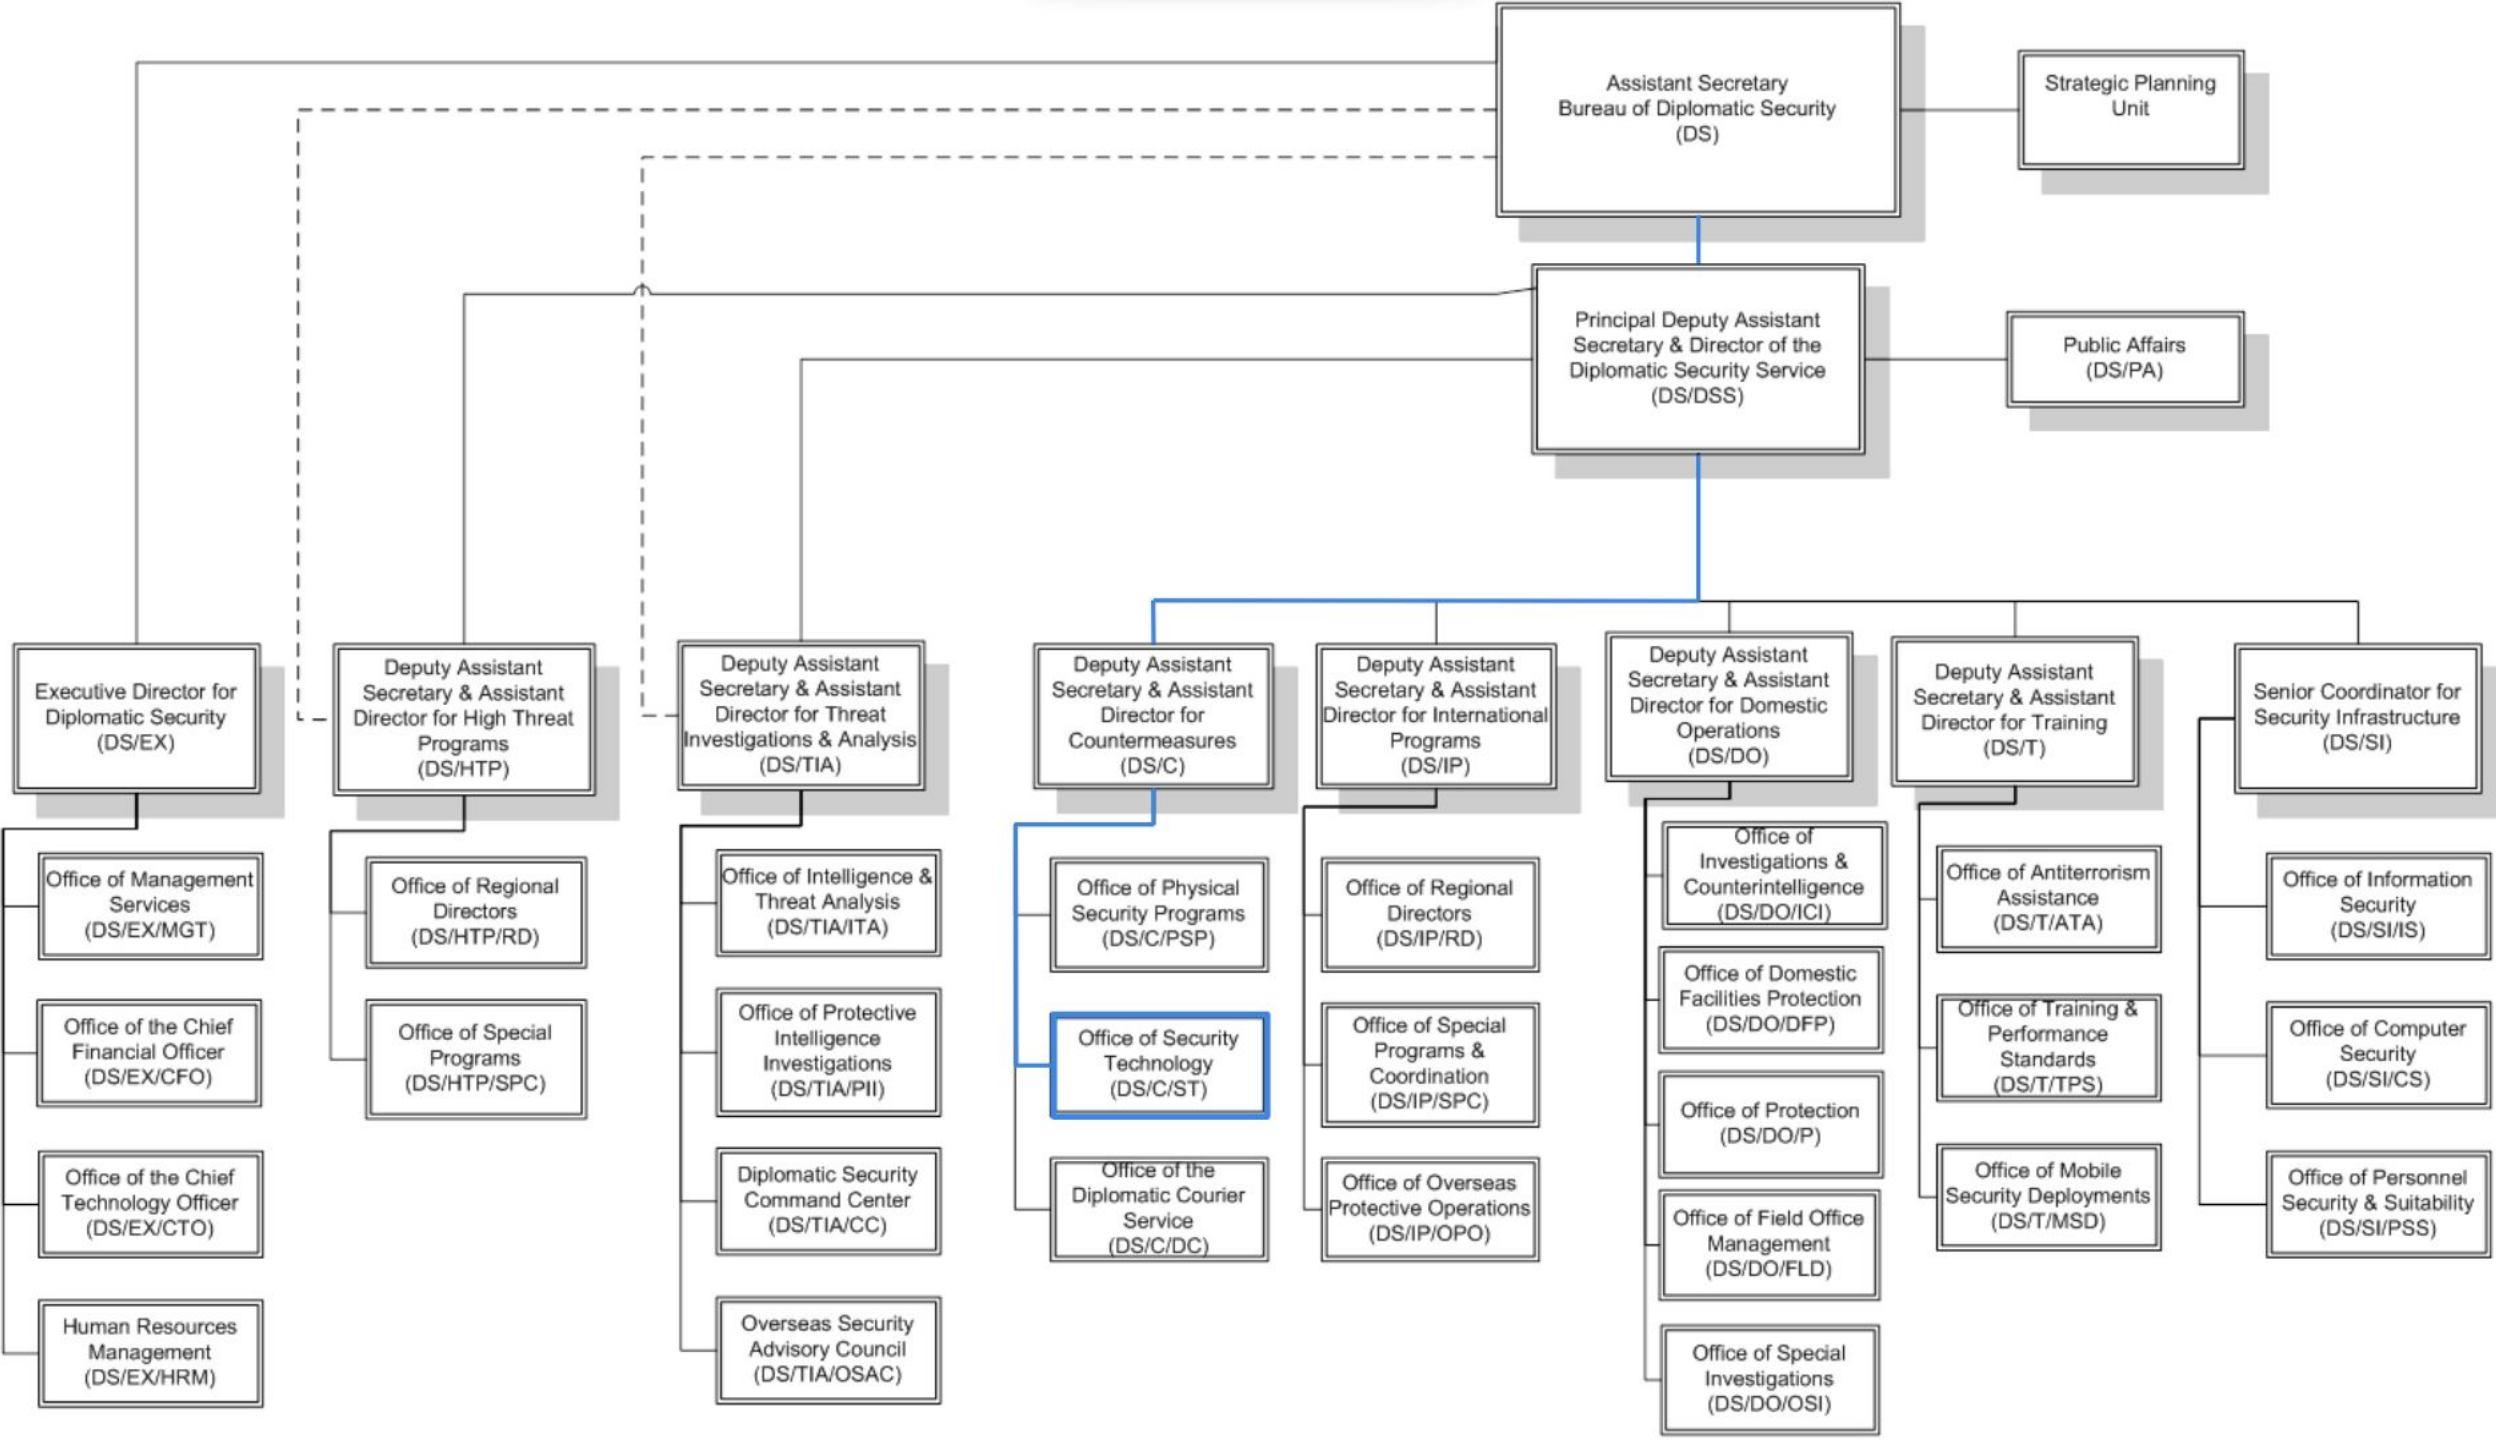 Assistant Secretary
Bureau of Diplomatic Security
(DS)
Strategic Planning
Unit
Principal Deputy Assistant
Secretary & Director of the
Diplomatic Security Service
(DS/DSS)
Public Affairs
(DS/PA)
Executive Director for
Diplomatic Security
(DS/EX)
Deputy Assistant
Secretary & Assistant
Director for High Threat
Programs
(DS/HTP)
Deputy Assistant
Secretary & Assistant
Director for Threat
Investigations & Analysis
(DS/TIA)
Deputy Assistant
Secretary & Assistant
Director for
Countermeasures
(DS/C)
Deputy Assistant
Secretary & Assistant
Director for International
Programs
(DS/IP)
Deputy Assistant
Secretary & Assistant
Director for Domestic
Operations
(DS/DO)
Deputy Assistant
Secretary & Assistant
Director for Training
(DS/T)
Senior Coordinator for
Security Infrastructure
(DS/SI)
Office of Management
Services
(DS/EX/MGT)
Office of the Chief
Financial Officer
(DS/EX/CFO)
Office of the Chief
Technology Officer
(DS/EX/CTO)
Human Resources
Management
(DS/EX/HRM)
Office of Regional
Directors
(DS/HTP/RD)
Office of Special
Programs
(DS/HTP/SPC)
Office of Intelligence &
Threat Analysis
(DS/TIA/ITA)
Office of Protective
Intelligence
Investigations
(DS/TIA/PII)
Diplomatic Security
Command Center
(DS/TIA/CC)
Overseas Security
Advisory Council
(DS/TIA/OSAC)
Office of Physical
Security Programs
(DS/C/PSP)
Office of Security
Technology
(DS/C/ST)
Office of the
Diplomatic Courier
Service
(DS/C/DC)
Office of Regional
Directors
(DS/IP/RD)
Office of Special
Programs &
Coordination
(DS/IP/SPC)
Office of Overseas
Protective Operations
(DS/IP/OPO)
Office of
Investigations &
Counterintelligence
(DS/DO/ICI)
Office of Domestic
Facilities Protection
(DS/DO/DFP)
Office of Protection
(DS/DO/P)
Office of Field Office
Management
(DS/DO/FLD)
Office of Special
Investigations
(DS/DO/OSI)
Office of Antiterrorism
Assistance
(DS/T/ATA)
Office of Training &
Performance
Standards
(DS/T/TPS)
Office of Mobile
Security Deployments
(DS/T/MSD)
Office of Information
Security
(DS/SI/IS)
Office of Computer
Security
(DS/SI/CS)
Office of Personnel
Security & Suitability
(DS/SI/PSS)